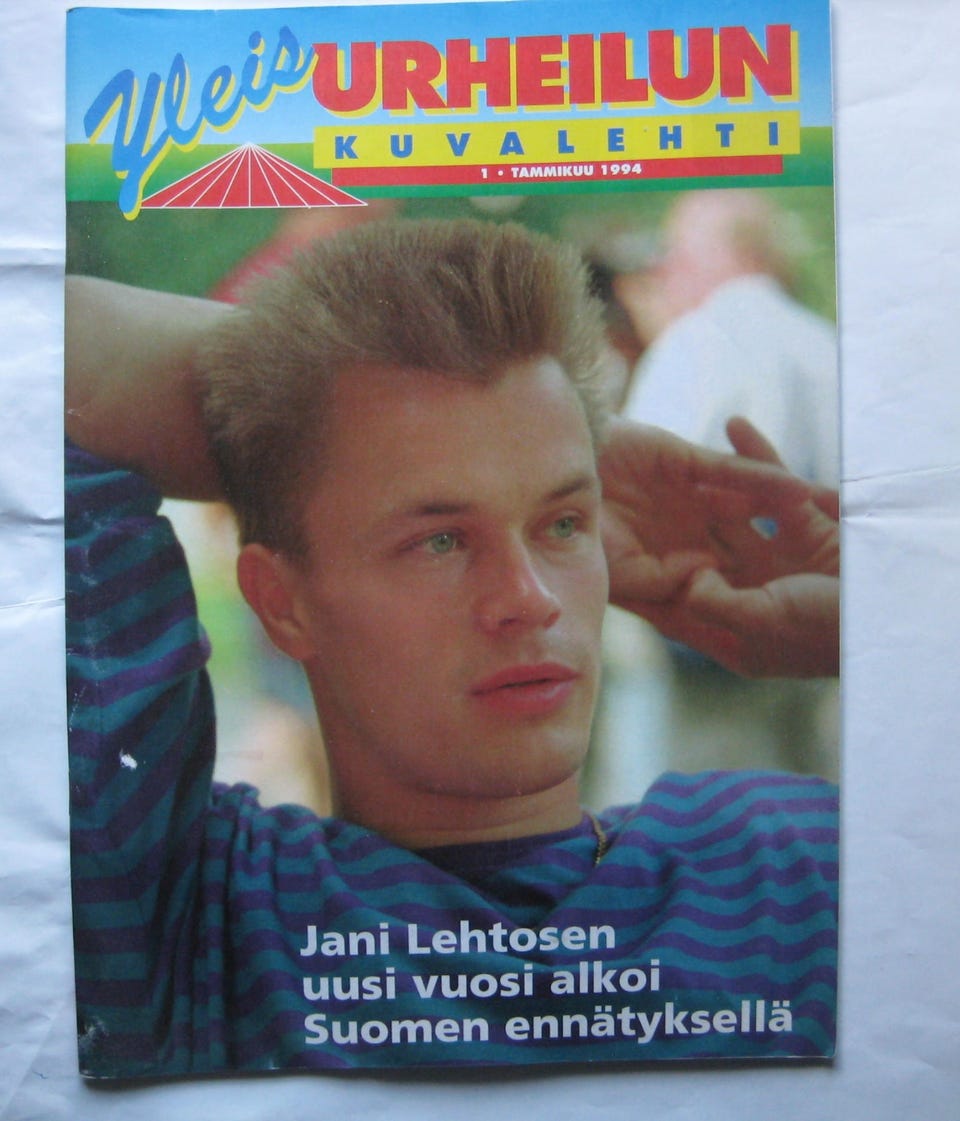 Yleis URHEILUN
KUVALEHTI
1 • TAMMIKUU 1994
Jani Lehtosen
uusi vuosi alkoi
Suomen ennätyksellä